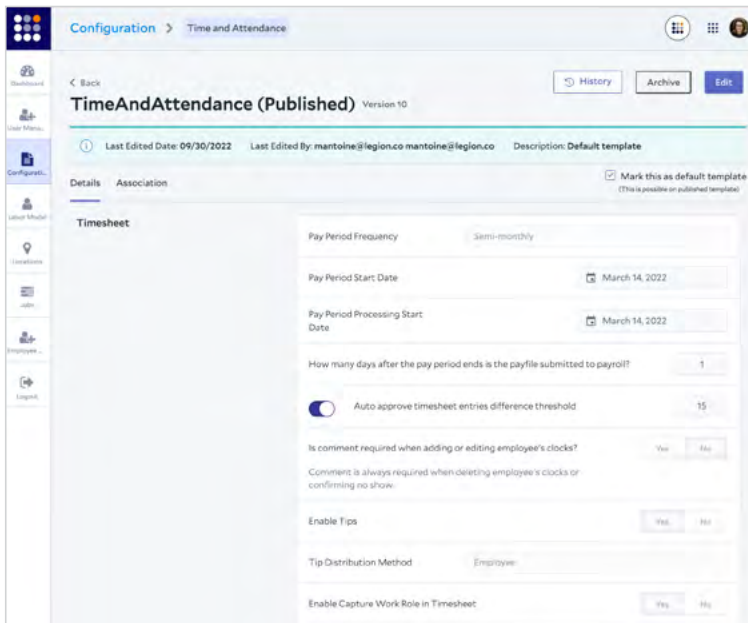 Configuration > Time and Attendance
Dashboard
User Mana...
Configurati...
Labor Model
Locations
Jobs
Employee ...
Logout
< Back
History
Archive
Edit
TimeAndAttendance (Published) Version 10
Last Edited Date: 09/30/2022 Last Edited By: mantoine@legion.co mantoine@legion.co Description: Default template
Details Association
Mark this as default template
(This is possible on published template)
Timesheet
Pay Period Frequency Semi-monthly
Pay Period Start Date March 14, 2022
Pay Period Processing Start
Date March 14, 2022
How many days after the pay period ends is the payfile submitted to payroll? 1
Auto approve timesheet entries difference threshold 15
Is comment required when adding or editing employee's clocks? Yes No
Comment is always required when deleting employee's clocks or
confirming no show.
Enable Tips Yes No
Tip Distribution Method Employee
Enable Capture Work Role in Timesheet Yes No